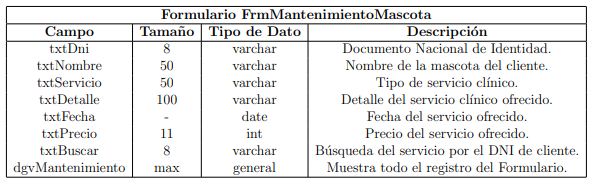 Formulario FrmMantenimientoMascota
Campo Tamaño Tipo de Dato Descripción
txtDni 8 varchar Documento Nacional de Identidad.
txtNombre 50 varchar Nombre de la mascota del cliente.
txtServicio 50 varchar Tipo de servicio clínico.
txtDetalle 100 varchar Detalle del servicio clínico ofrecido.
txtFecha - date Fecha del servicio ofrecido.
txtPrecio 11 int Precio del servicio ofrecido.
txtBuscar 8 varchar Búsqueda del servicio por el DNI de cliente.
dgvMantenimiento max general Muestra todo el registro del Formulario.